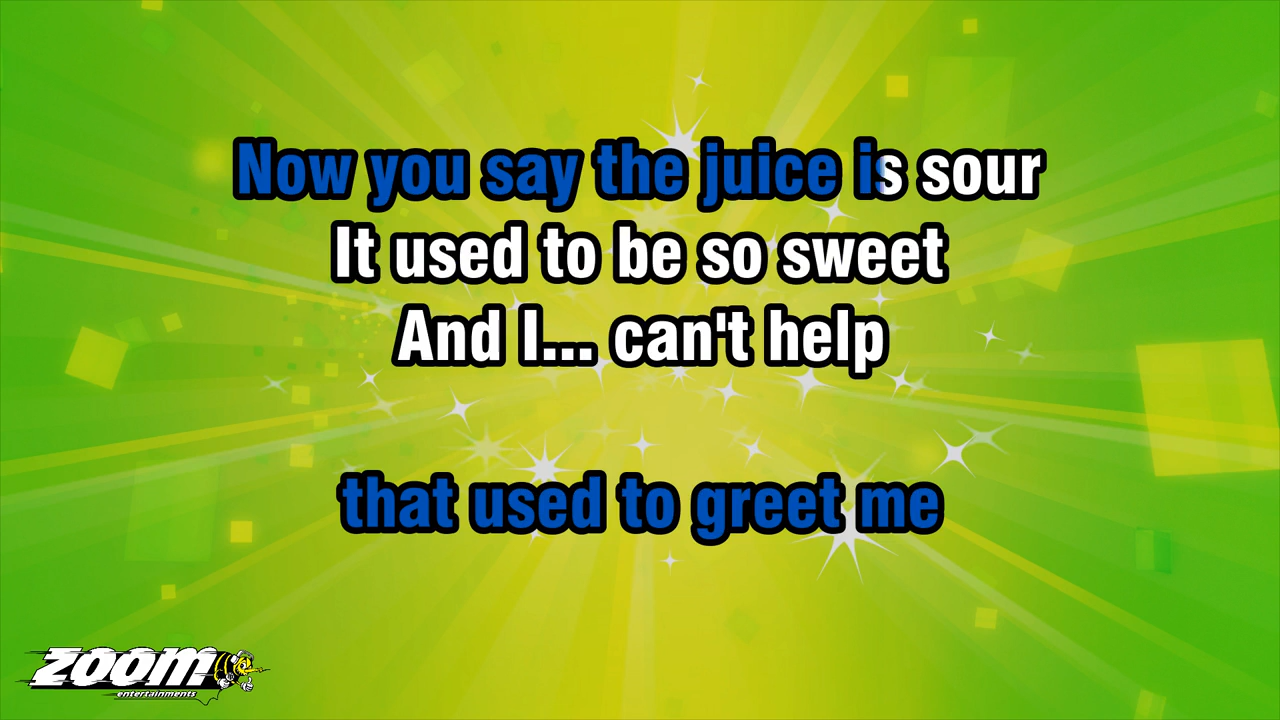 Now you say the juice is sour
It used to be so sweet
And I... can't help
that used to greet me
zoom
entertainments